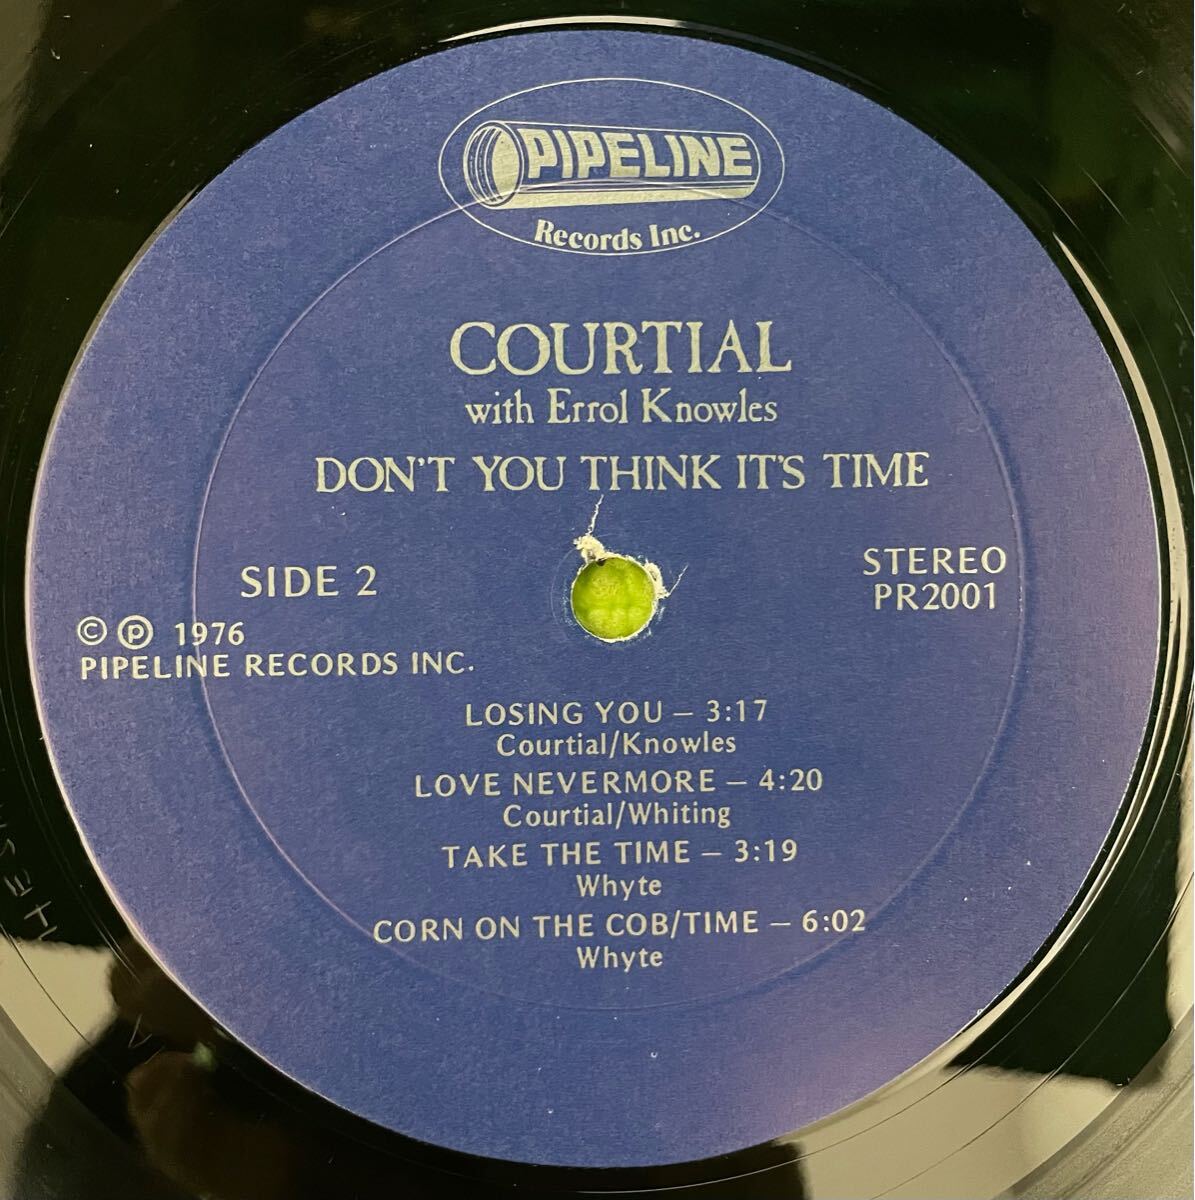 PIPELINE
Records Inc.
COURTIAL
with Errol Knowles
DON'T YOU THINK IT'S TIME
SIDE 2
STEREO
PR2001
© ℗ 1976
PIPELINE RECORDS INC.
LOSING YOU – 3:17
Courtial/Knowles
LOVE NEVERMORE – 4:20
Courtial/Whiting
TAKE THE TIME – 3:19
Whyte
CORN ON THE COB/TIME – 6:02
Whyte